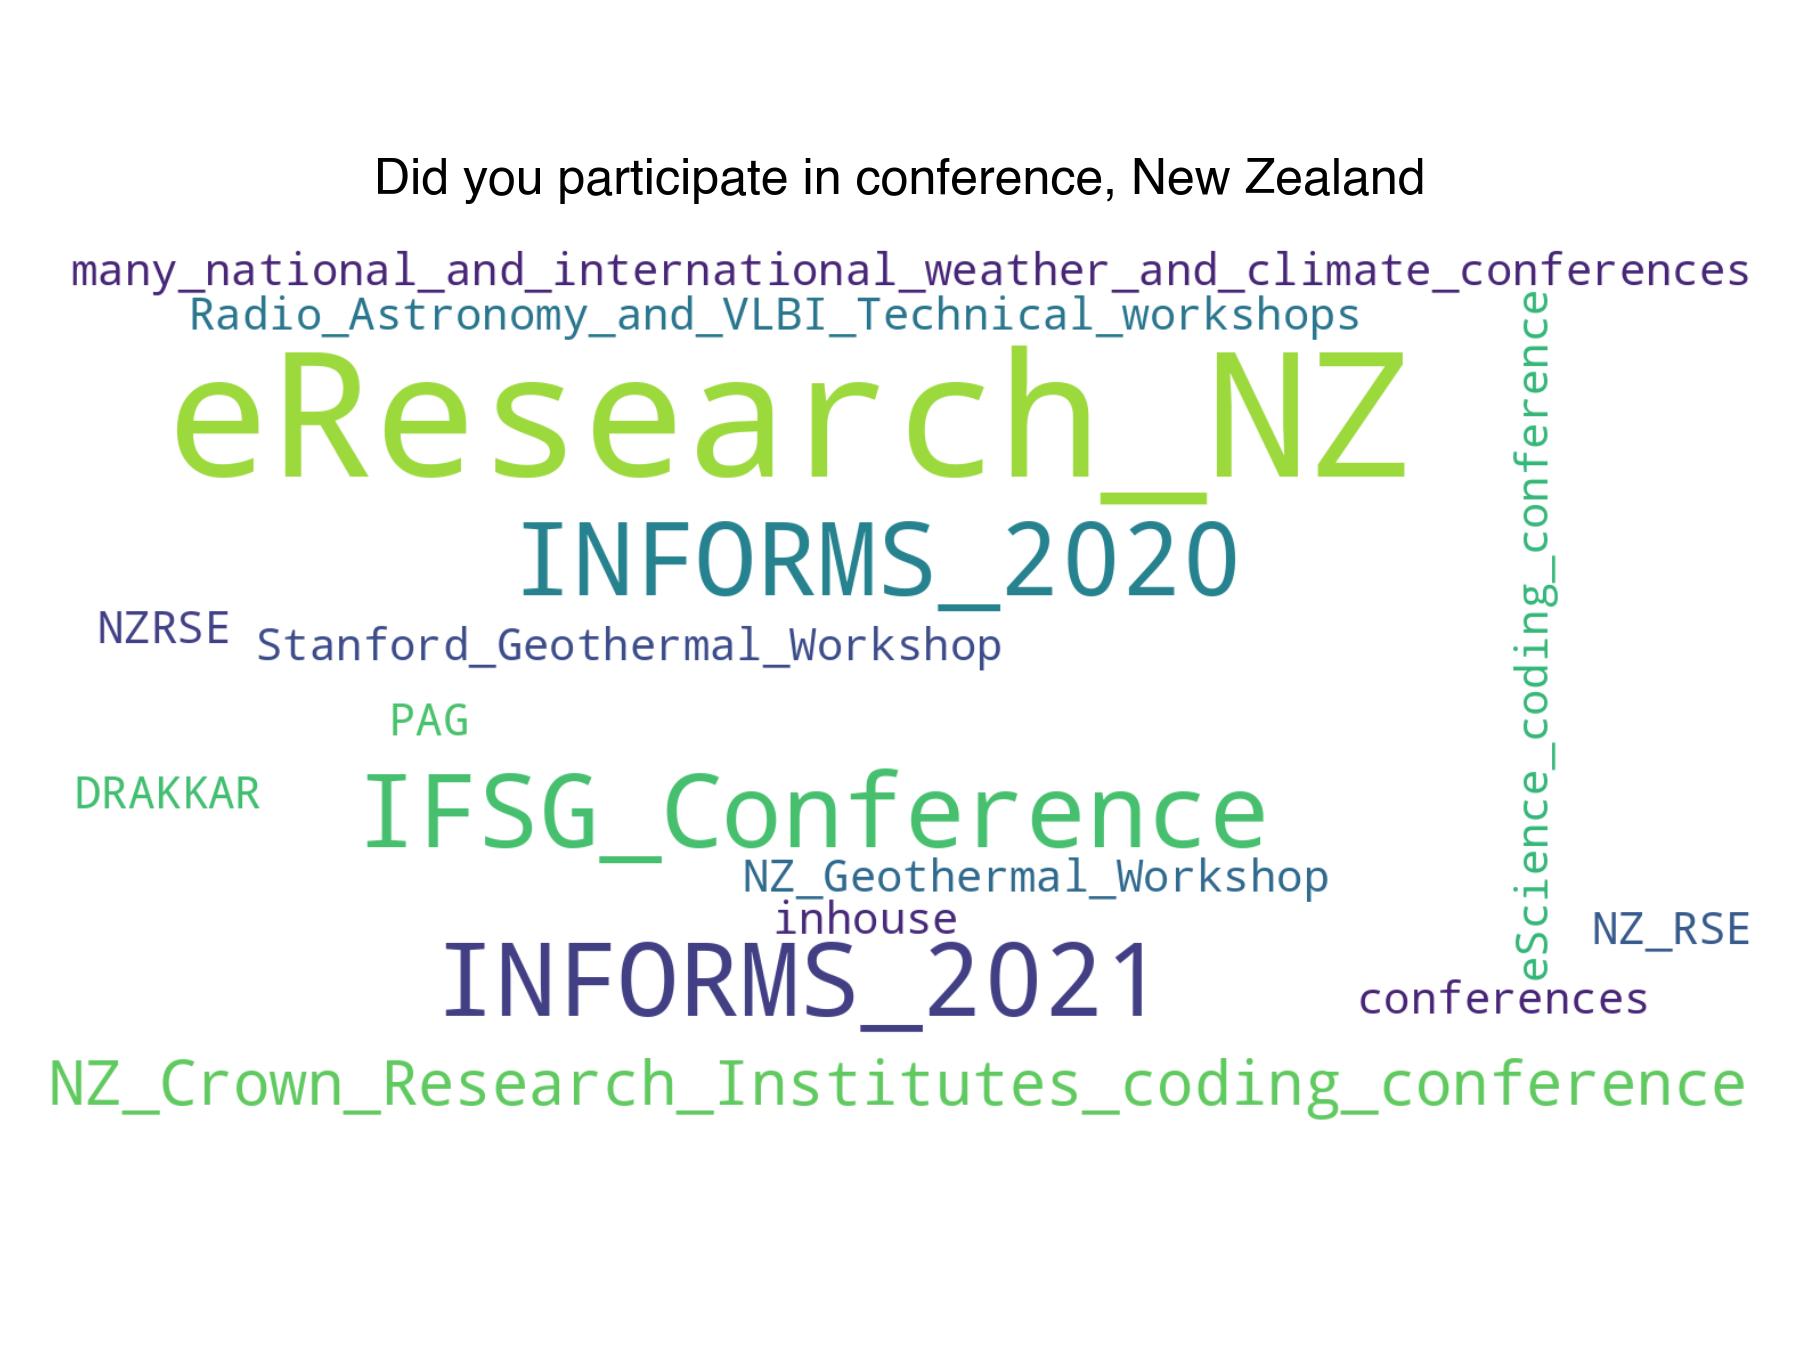 Did you participate in conference, New Zealand
many_national_and_international_weather_and_climate_conferences
Radio_Astronomy_and_VLBI_Technical_workshops
eResearch_NZ
eScience_coding_conference
INFORMS_2020
NZRSE
Stanford_Geothermal_Workshop
PAG
DRAKKAR
IFSG_Conference
NZ_Geothermal_Workshop
inhouse
NZ_RSE
INFORMS_2021
conferences
NZ_Crown_Research_Institutes_coding_conference